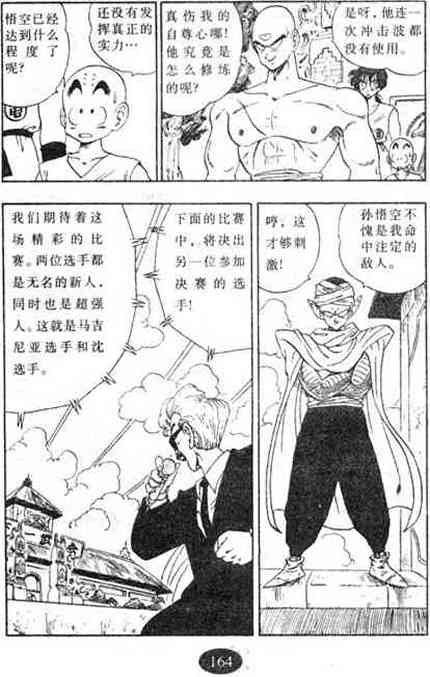 是呀，他连一
次冲击波都
没有使用。
真伤我的
自尊心哪！
他究竟是
怎么修炼
的呢？
还没有发
挥真正的
实力…
悟空已经
达到什么
程度了
呢？
孙悟空不
愧是我命
中注定的
敌人。
哼，这
才够刺
激！
下面的比赛
中，将决出
另一位参加
决赛的选
手！
我们期待着这
场精彩的比
赛。两位选手都
是无名的新人，
同时也是超强
人。这就是马吉
尼亚选手和沈
选手。
164